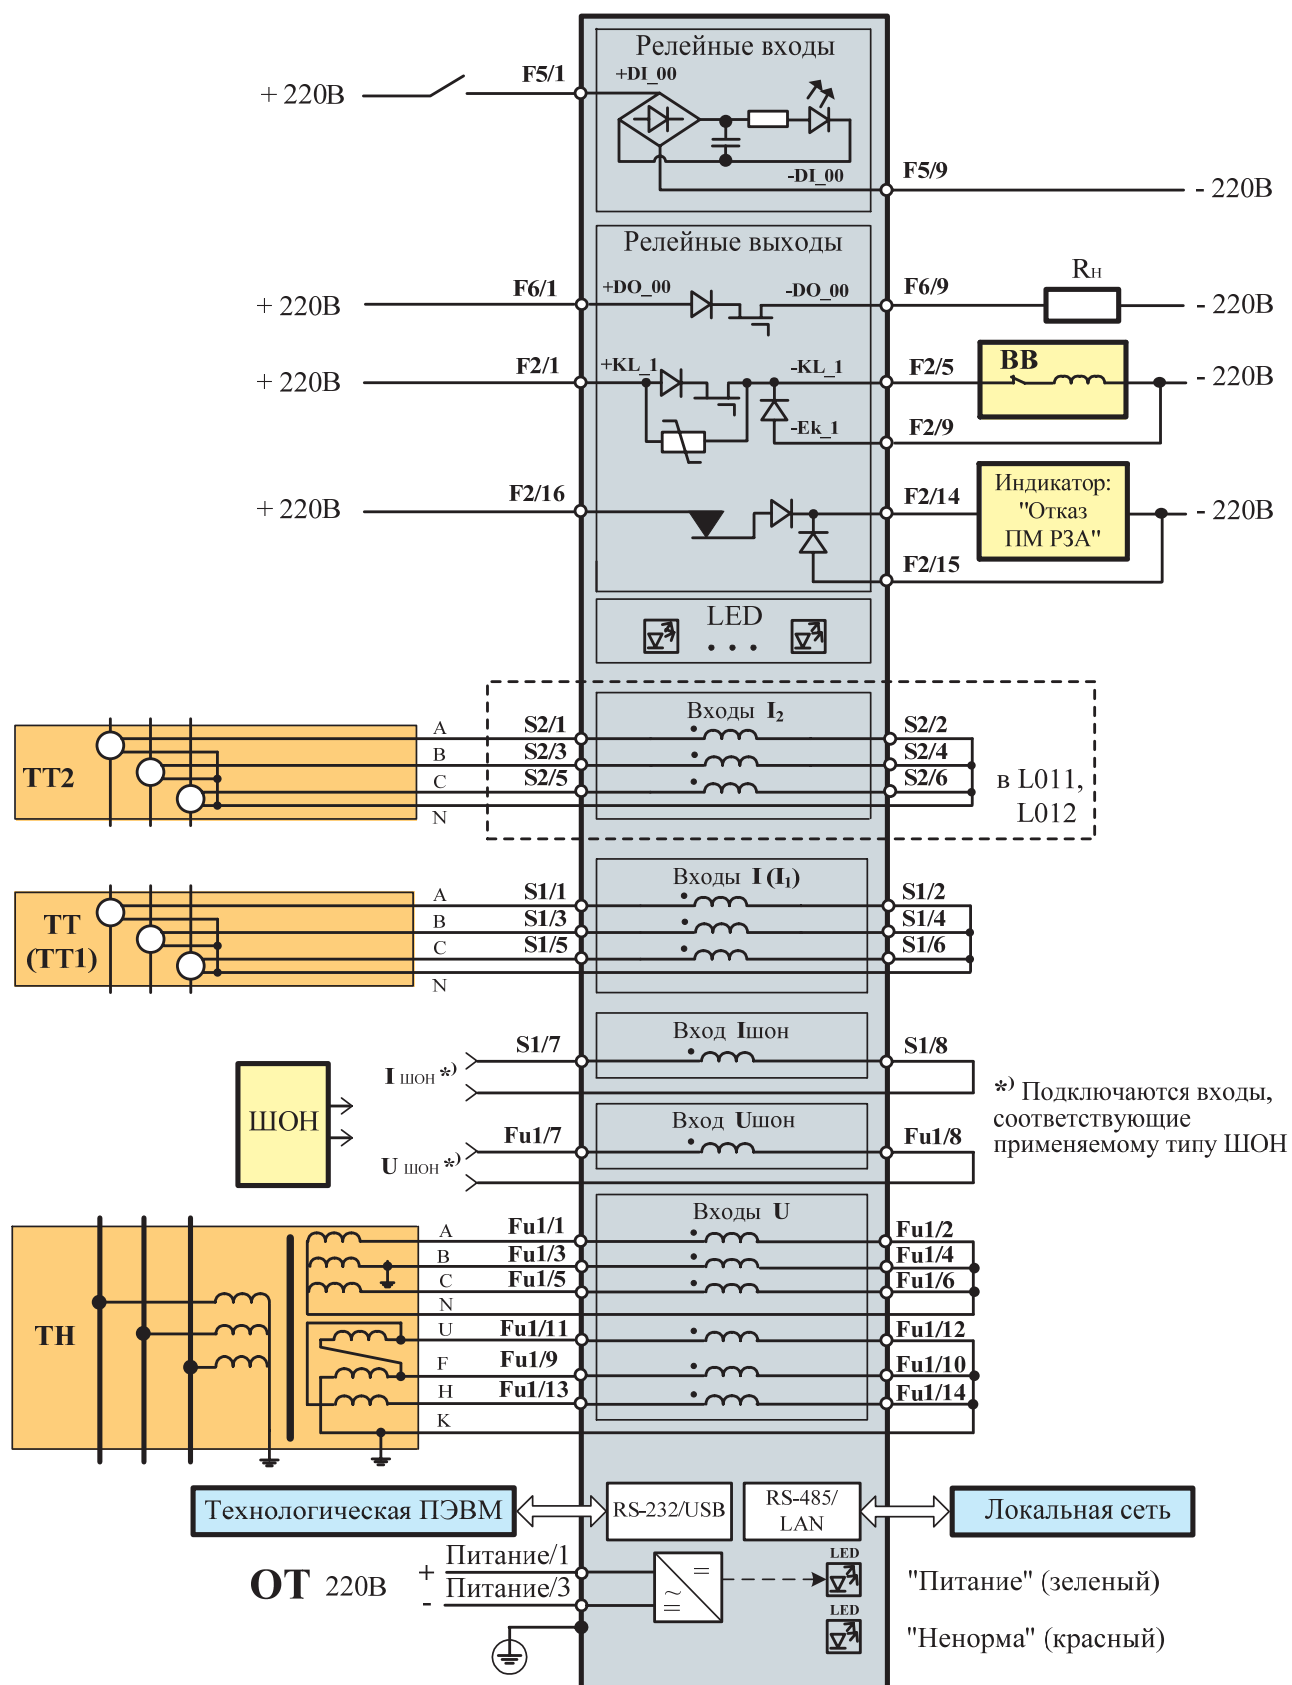 Релейные входы
+ 220В
F5/1
+DI_00
-DI_00
F5/9
- 220В
Релейные выходы
+ 220В
F6/1
+DO_00
-DO_00
F6/9
Rн
- 220В
+ 220В
F2/1
+KL_1
-KL_1
F2/5
ВВ
- 220В
-Ek_1
F2/9
+ 220В
F2/16
F2/14
Индикатор:
"Отказ
ПМ РЗА"
- 220В
F2/15
LED
. . .
Входы I₂
ТТ2
A
S2/1
S2/2
B
S2/3
S2/4
C
S2/5
S2/6
N
в L011,
L012
Входы I (I₁)
ТТ
(ТТ1)
A
S1/1
S1/2
B
S1/3
S1/4
C
S1/5
S1/6
N
Вход Iшон
S1/7
S1/8
I шон *)
ШОН
*) Подключаются входы,
соответствующие
применяемому типу ШОН
Вход Uшон
Fu1/7
Fu1/8
U шон *)
Входы U
ТН
A
Fu1/1
Fu1/2
B
Fu1/3
Fu1/4
C
Fu1/5
Fu1/6
N
U
Fu1/11
Fu1/12
F
Fu1/9
Fu1/10
H
Fu1/13
Fu1/14
K
Технологическая ПЭВМ
RS-232/USB
RS-485/
LAN
Локальная сеть
ОТ 220В
+ Питание/1
- Питание/3
=
~
=
LED
"Питание" (зеленый)
LED
"Ненорма" (красный)